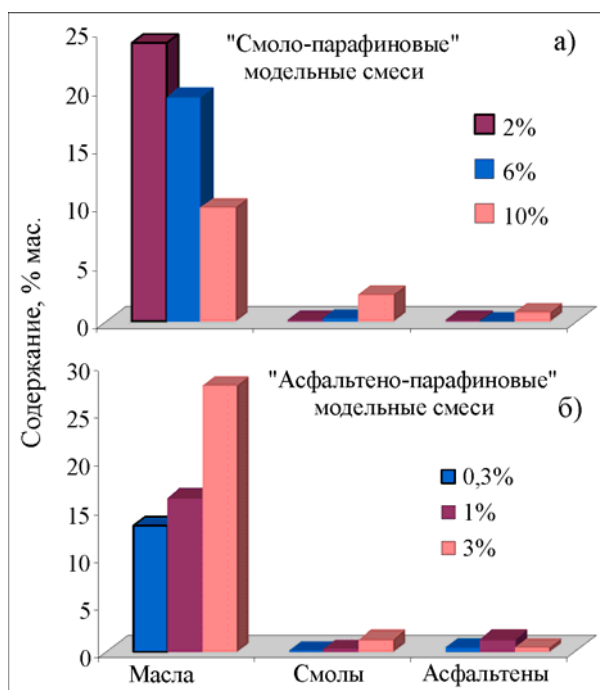 Содержание, % мас.
"Смоло-парафиновые"
модельные смеси
а)
2%
6%
10%
25
20
15
10
5
0
"Асфальтено-парафиновые"
модельные смеси
б)
0,3%
1%
3%
30
25
20
15
10
5
0
Масла Смолы Асфальтены